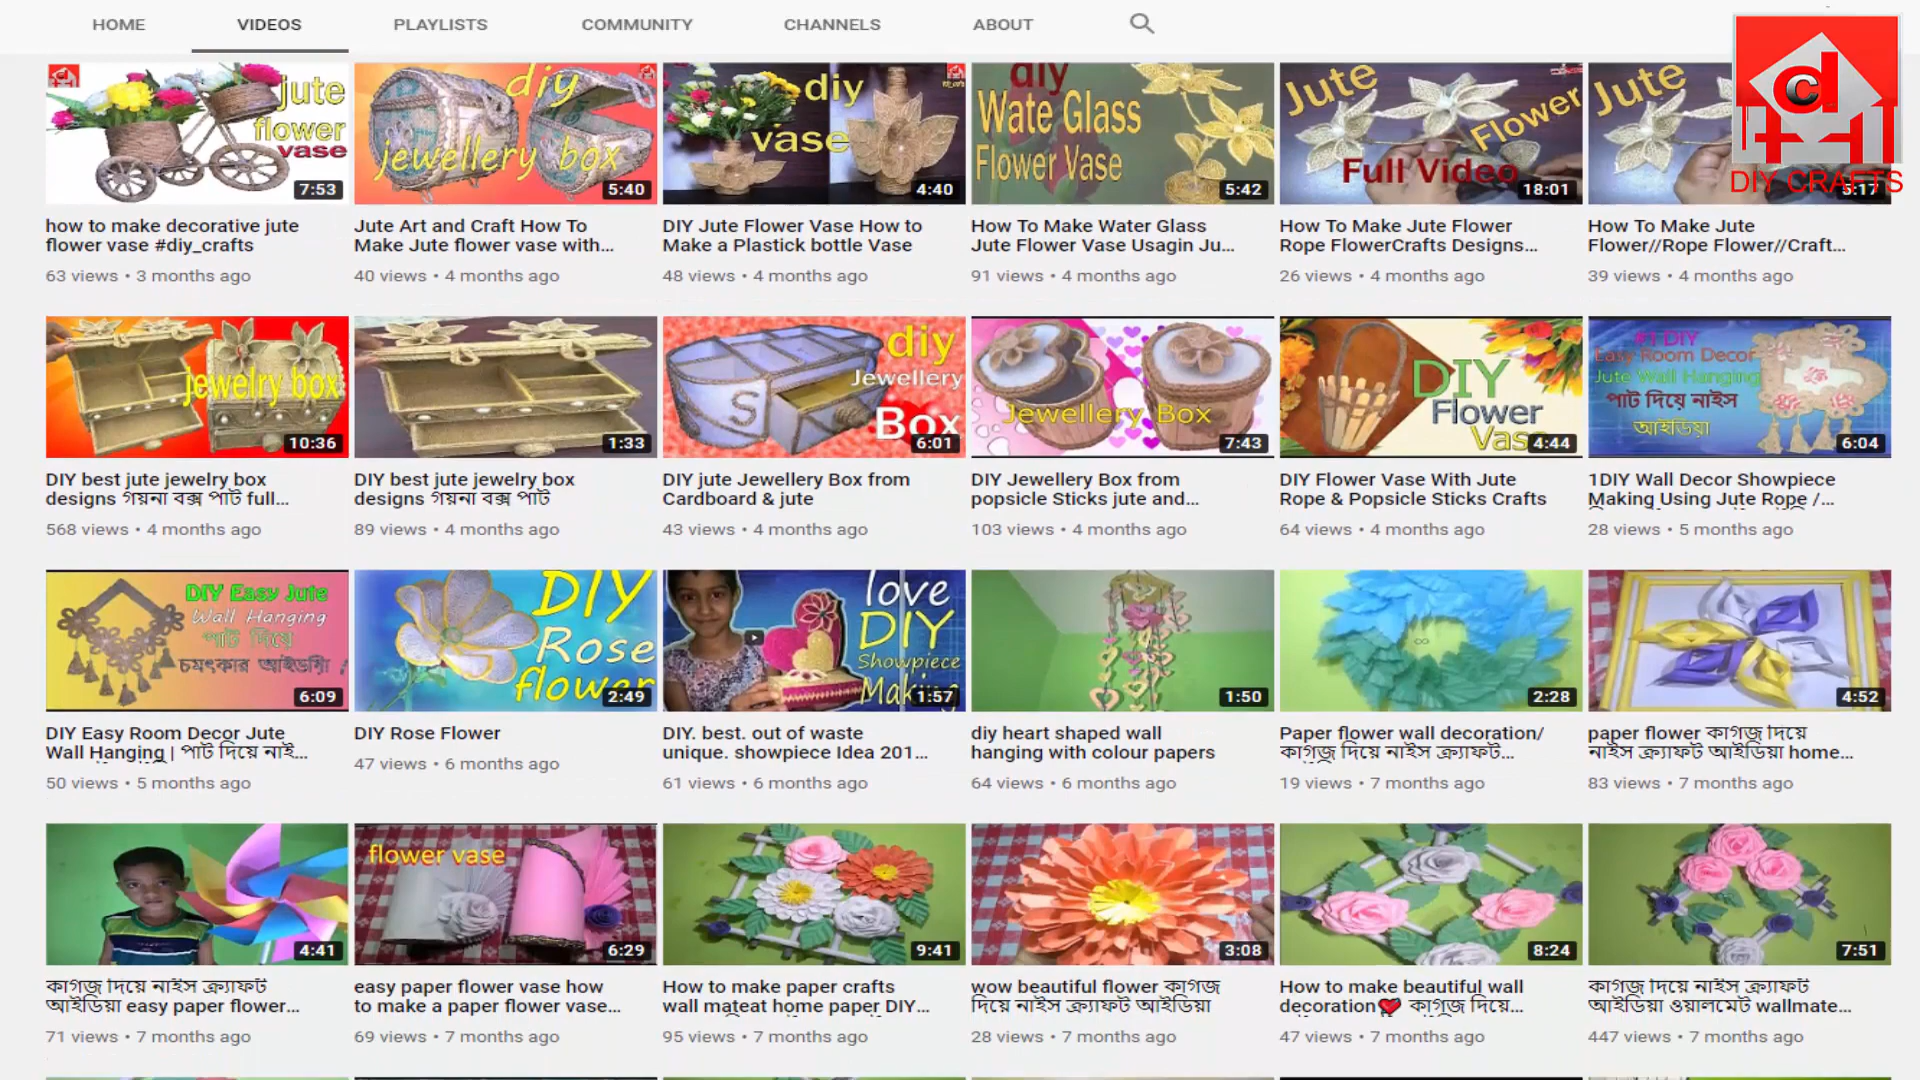 HOME VIDEOS PLAYLISTS COMMUNITY CHANNELS ABOUT
DIY CRAFTS
jute
flower
vase
7:53
diy
jewellery box
5:40
diy
vase
4:40
diy
Wate Glass
Flower Vase
5:42
Jute
Flower
Full Video
18:01
Jute
5:17
how to make decorative jute
flower vase #diy_crafts
63 views • 3 months ago
Jute Art and Craft How To
Make Jute flower vase with...
40 views • 4 months ago
DIY Jute Flower Vase How to
Make a Plastick bottle Vase
48 views • 4 months ago
How To Make Water Glass
Jute Flower Vase Usagin Ju...
91 views • 4 months ago
How To Make Jute Flower
Rope FlowerCrafts Designs...
26 views • 4 months ago
How To Make Jute
Flower//Rope Flower//Craft...
39 views • 4 months ago
jewelry box
10:36
1:33
diy
Jewellery
Box
6:01
Jewellery Box
7:43
DIY
Flower
Vase
4:44
#1 DIY
Easy Room Decor
Jute Wall Hanging
পাট দিয়ে নাইস
আইডিয়া
6:04
DIY best jute jewelry box
designs গয়না বক্স পাট full...
568 views • 4 months ago
DIY best jute jewelry box
designs গয়না বক্স পাট
89 views • 4 months ago
DIY jute Jewellery Box from
Cardboard & jute
43 views • 4 months ago
DIY Jewellery Box from
popsicle Sticks jute and...
103 views • 4 months ago
DIY Flower Vase With Jute
Rope & Popsicle Sticks Crafts
64 views • 4 months ago
1DIY Wall Decor Showpiece
Making Using Jute Rope /...
28 views • 5 months ago
DIY Easy Jute
Wall Hanging
পাট দিয়ে
চমৎকার আইডিয়া
6:09
DIY
Rose
flower
2:49
love
DIY
Showpiece
Making
1:57
1:50
2:28
4:52
DIY Easy Room Decor Jute
Wall Hanging | পাট দিয়ে নাই...
50 views • 5 months ago
DIY Rose Flower
47 views • 6 months ago
DIY. best. out of waste
unique. showpiece Idea 201...
61 views • 6 months ago
diy heart shaped wall
hanging with colour papers
64 views • 6 months ago
Paper flower wall decoration/
কাগজ দিয়ে নাইস ক্র্যাফট...
19 views • 7 months ago
paper flower কাগজ দিয়ে
নাইস ক্র্যাফট আইডিয়া home...
83 views • 7 months ago
4:41
flower vase
6:29
9:41
3:08
8:24
7:51
কাগজ দিয়ে নাইস ক্র্যাফট
আইডিয়া easy paper flower...
71 views • 7 months ago
easy paper flower vase how
to make a paper flower vase...
69 views • 7 months ago
How to make paper crafts
wall mateat home paper DIY...
95 views • 7 months ago
wow beautiful flower কাগজ
দিয়ে নাইস ক্র্যাফট আইডিয়া
28 views • 7 months ago
How to make beautiful wall
decoration❤ কাগজ দিয়ে...
47 views • 7 months ago
কাগজ দিয়ে নাইস ক্র্যাফট
আইডিয়া ওয়ালমেট wallmate...
447 views • 7 months ago